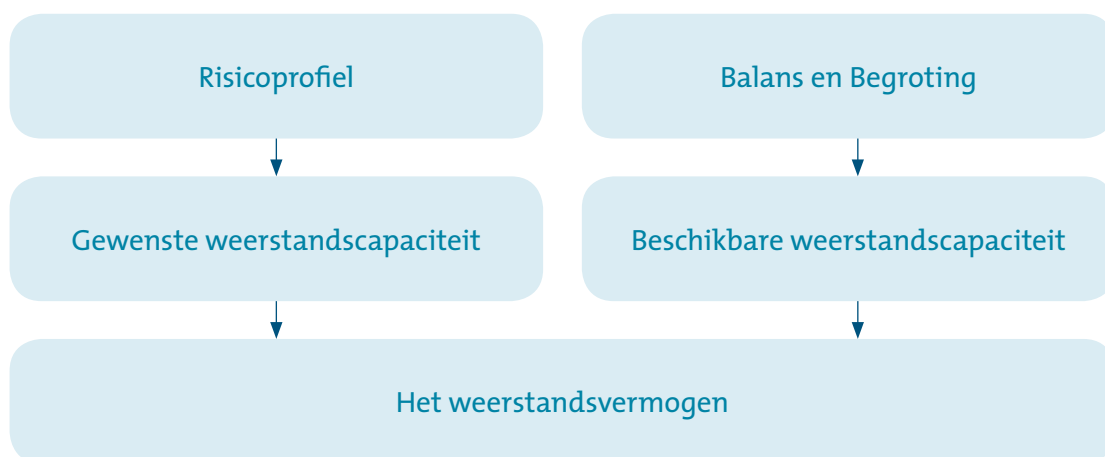 Risicoprofiel
Balans en Begroting
Gewenste weerstandscapaciteit
Beschikbare weerstandscapaciteit
Het weerstandsvermogen